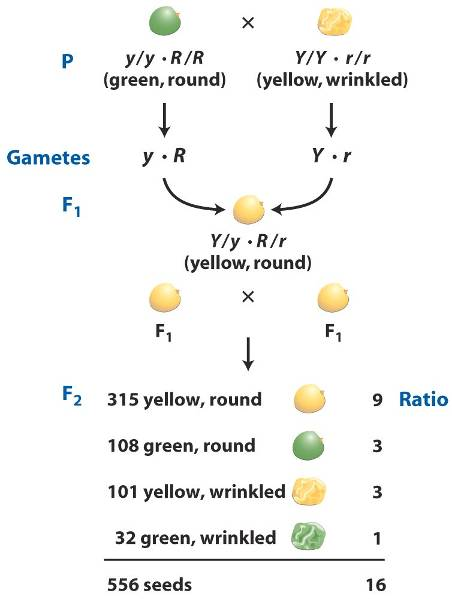 ×
P y/y · R/R Y/Y · r/r
(green, round) (yellow, wrinkled)
Gametes y · R Y · r
F1
Y/y · R/r
(yellow, round)
×
F1 F1
F2 315 yellow, round 9 Ratio
108 green, round 3
101 yellow, wrinkled 3
32 green, wrinkled 1
556 seeds 16